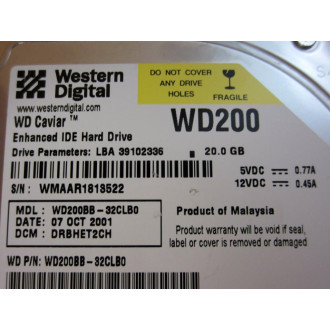 Western
Digital
www.westerndigital.com
DO NOT COVER
ANY DRIVE
HOLES
FRAGILE
WD Caviar™
WD200
Enhanced IDE Hard Drive
Drive Parameters: LBA 39102336 20.0 GB
5VDC 0.77A
12VDC 0.45A
S/N: WMAAR1813522
MDL: WD200BB-32CLB0
DATE: 07 OCT 2001
DCM: DRBHET2CH
Product of Malaysia
Warranty void if any seal,
label or cover is removed or damaged
WD P/N: WD200BB-32CLB0